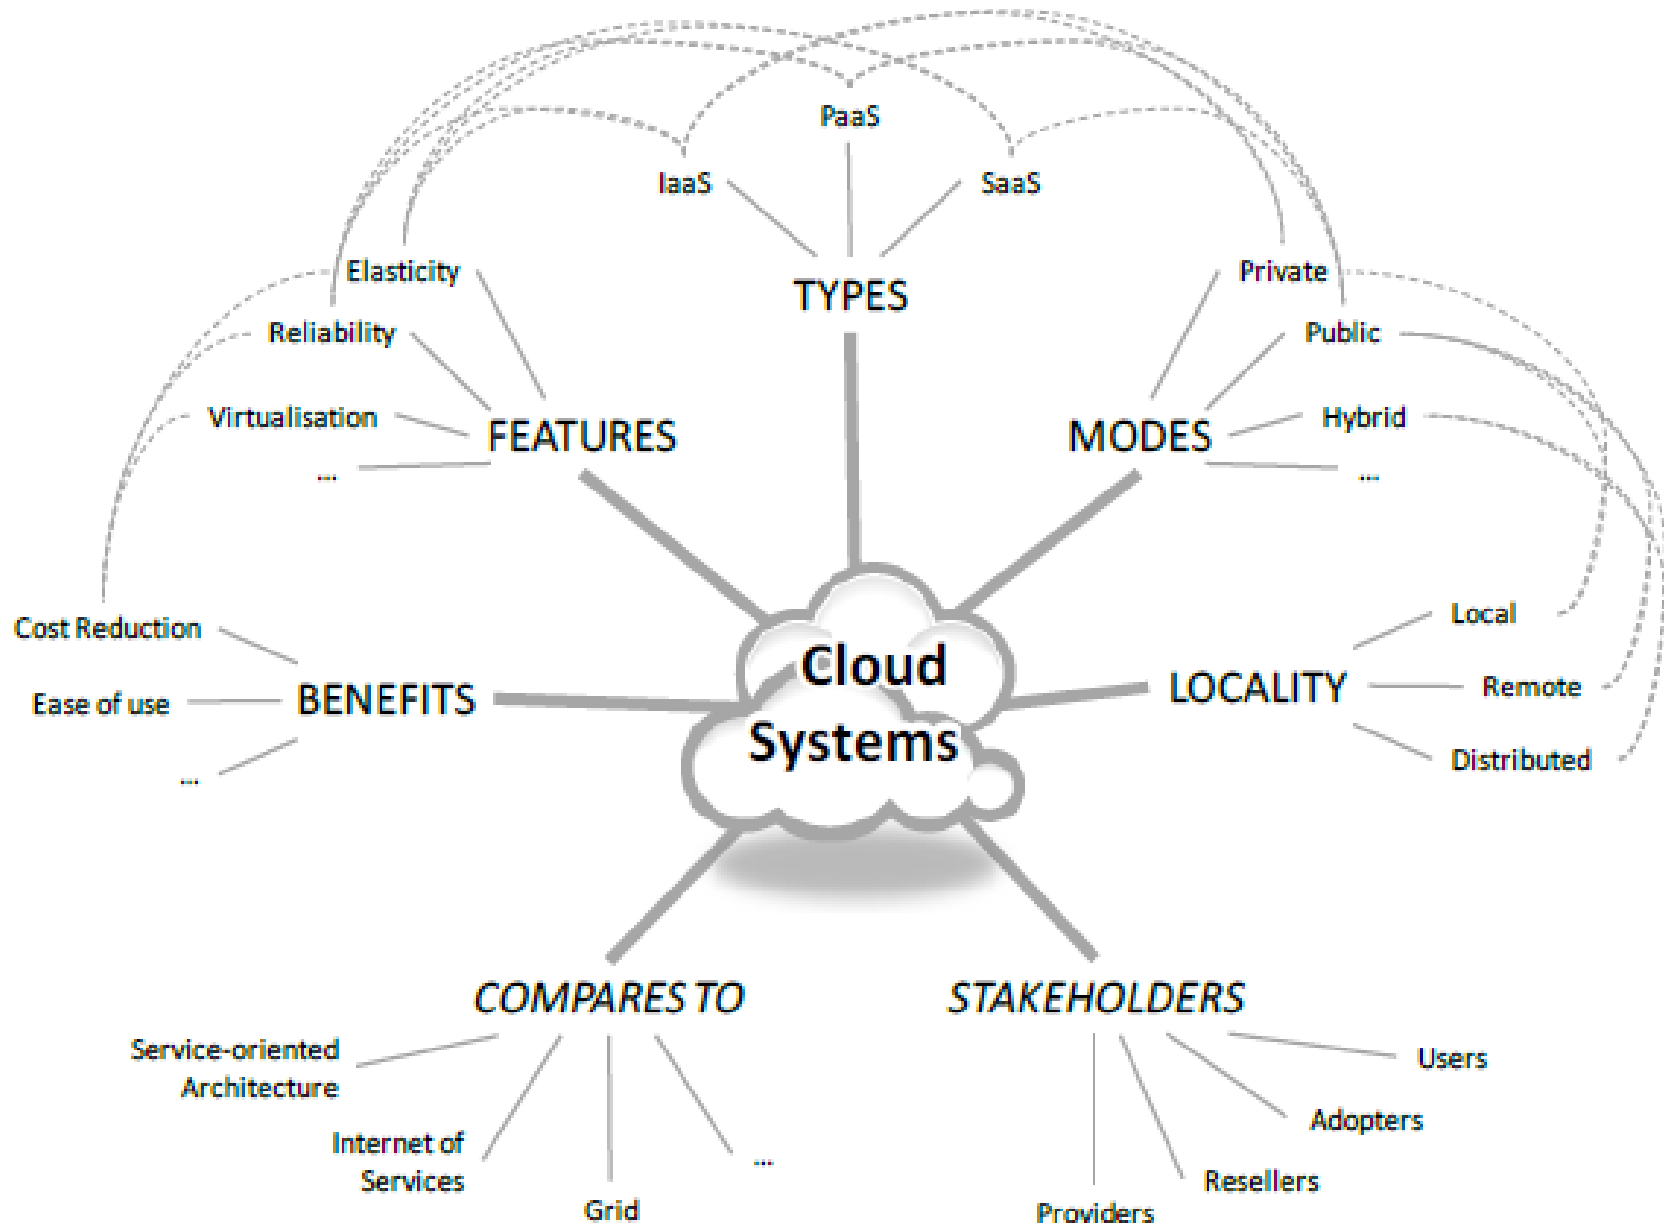 PaaS
IaaS
SaaS
TYPES
Elasticity
Reliability
Virtualisation
...
FEATURES
Private
Public
Hybrid
...
MODES
Cost Reduction
Ease of use
...
BENEFITS
Cloud
Systems
LOCALITY
Local
Remote
Distributed
COMPARES TO
Service-oriented
Architecture
Internet of
Services
Grid
...
STAKEHOLDERS
Users
Adopters
Resellers
Providers